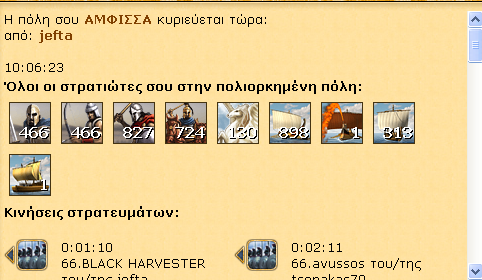 Η πόλη σου ΑΜΦΙΣΣΑ κυριεύεται τώρα:
από: jefta
10:06:23
Όλοι οι στρατιώτες σου στην πολιορκημένη πόλη:
466 466 827 724 130 898 1 313
1
Κινήσεις στρατευμάτων:
0:01:10 0:02:11
66.BLACK HARVESTER 66.avussos του/της
του/της jefta